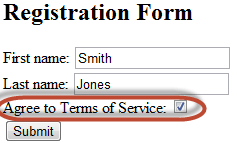 Registration Form
First name: Smith
Last name: Jones
Agree to Terms of Service:
Submit